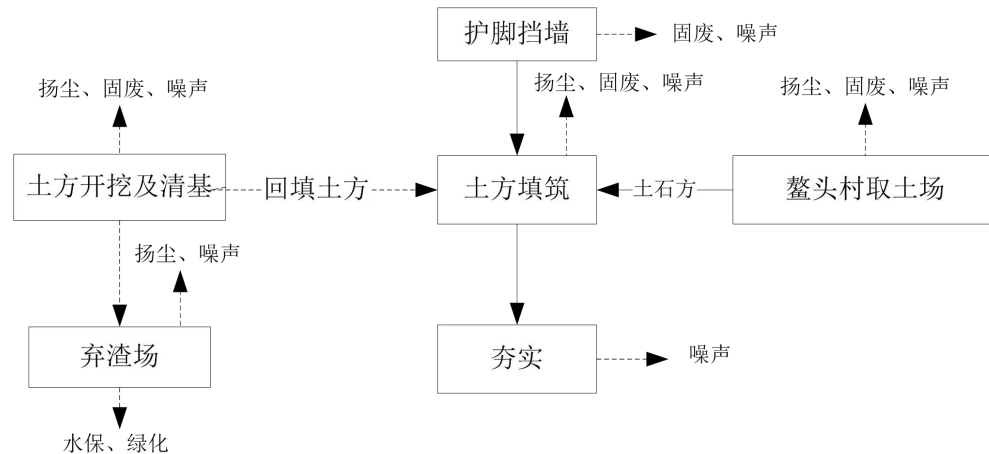 护脚挡墙
固废、噪声
扬尘、固废、噪声
扬尘、固废、噪声
扬尘、固废、噪声
土方开挖及清基
回填土方
土方填筑
土石方
鳌头村取土场
扬尘、噪声
弃渣场
夯实
噪声
水保、绿化